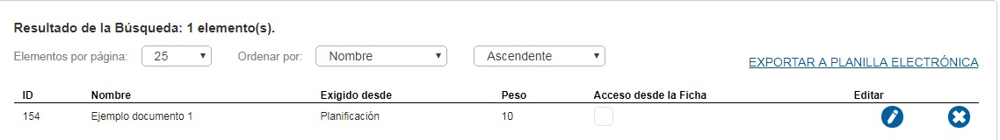 Resultado de la Búsqueda: 1 elemento(s).
Elementos por página: 25 Ordenar por: Nombre Ascendente
EXPORTAR A PLANILLA ELECTRÓNICA
ID Nombre Exigido desde Peso Acceso desde la Ficha Editar
154 Ejemplo documento 1 Planificación 10